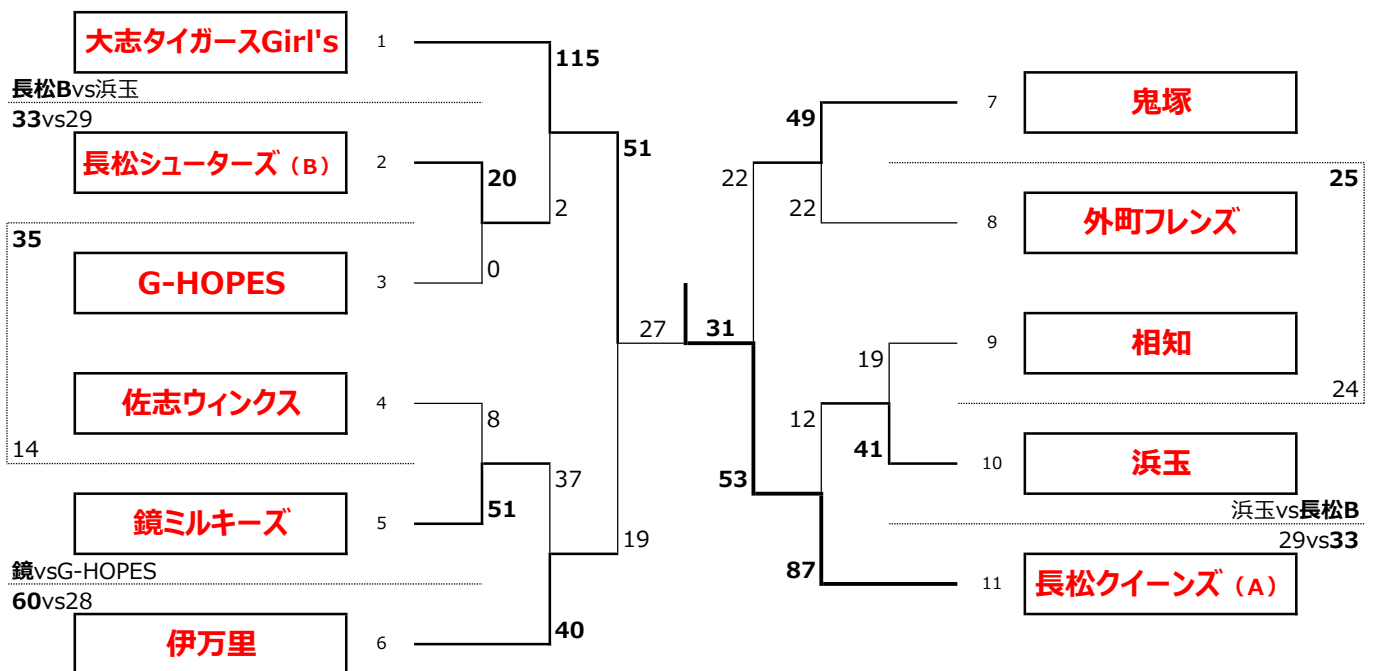 大志タイガースGirl's
1
115
長松Bvs浜玉
33vs29
長松シューターズ（B）
2
20
51
2
35
G-HOPES
3
0
佐志ウィンクス
4
8
14
37
鏡ミルキーズ
5
51
19
鏡vsG-HOPES
60vs28
伊万里
6
40
27
31
鬼塚
7
49
22
25
外町フレンズ
8
22
相知
9
19
24
12
41
浜玉
10
53
浜玉vs長松B
29vs33
長松クイーンズ（A）
11
87